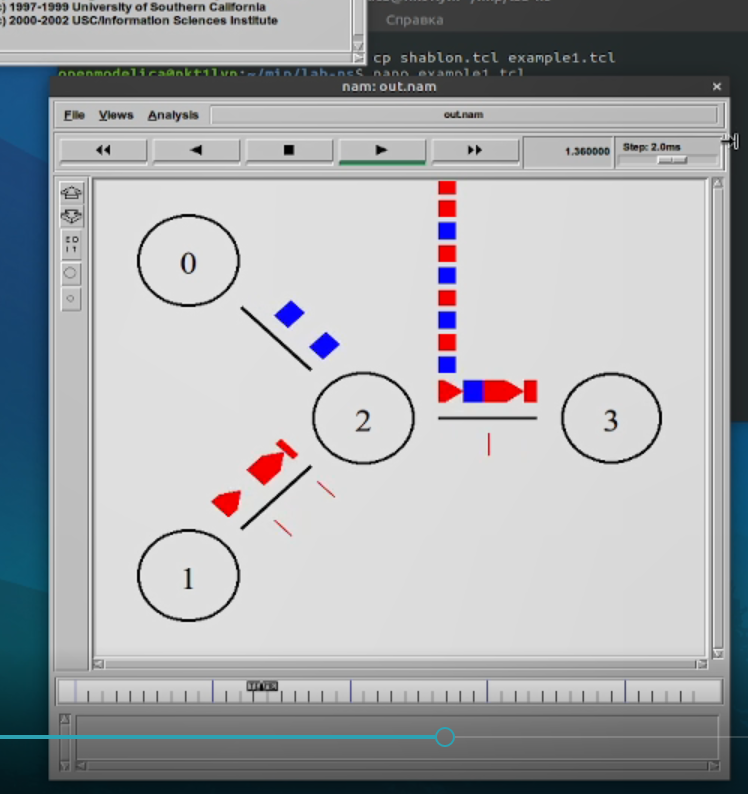 c) 1997-1999 University of Southern California
c) 2000-2002 USC/Information Sciences Institute
Справка
cp shablon.tcl example1.tcl
nano example1.tcl
nam: out.nam
File Views Analysis out.nam
1.360000 Step: 2.0ms
0
2
3
1